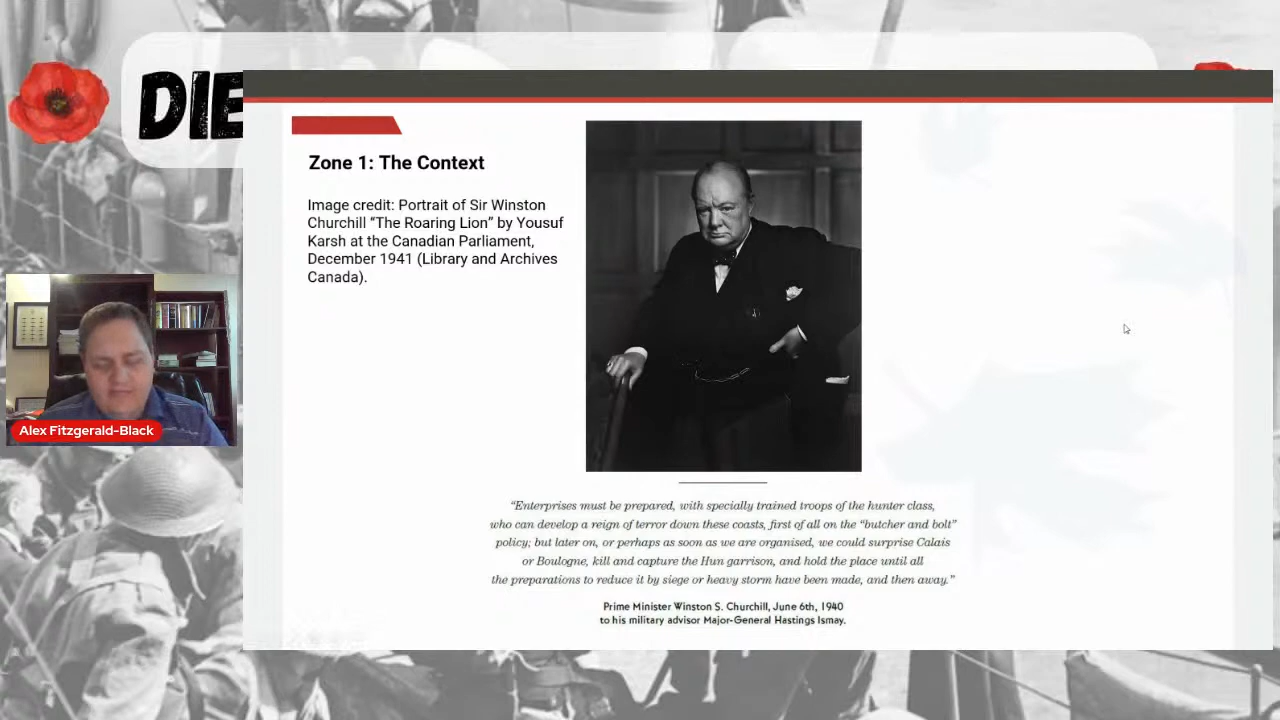 DIE
Zone 1: The Context
Image credit: Portrait of Sir Winston
Churchill “The Roaring Lion” by Yousuf
Karsh at the Canadian Parliament,
December 1941 (Library and Archives
Canada).
Alex Fitzgerald-Black
“Enterprises must be prepared, with specially trained troops of the hunter class,
who can develop a reign of terror down these coasts, first of all on the “butcher and bolt”
policy; but later on, or perhaps as soon as we are organised, we could surprise Calais
or Boulogne, kill and capture the Hun garrison, and hold the place until all
the preparations to reduce it by siege or heavy storm have been made, and then away.”
Prime Minister Winston S. Churchill, June 6th, 1940
to his military advisor Major-General Hastings Ismay.